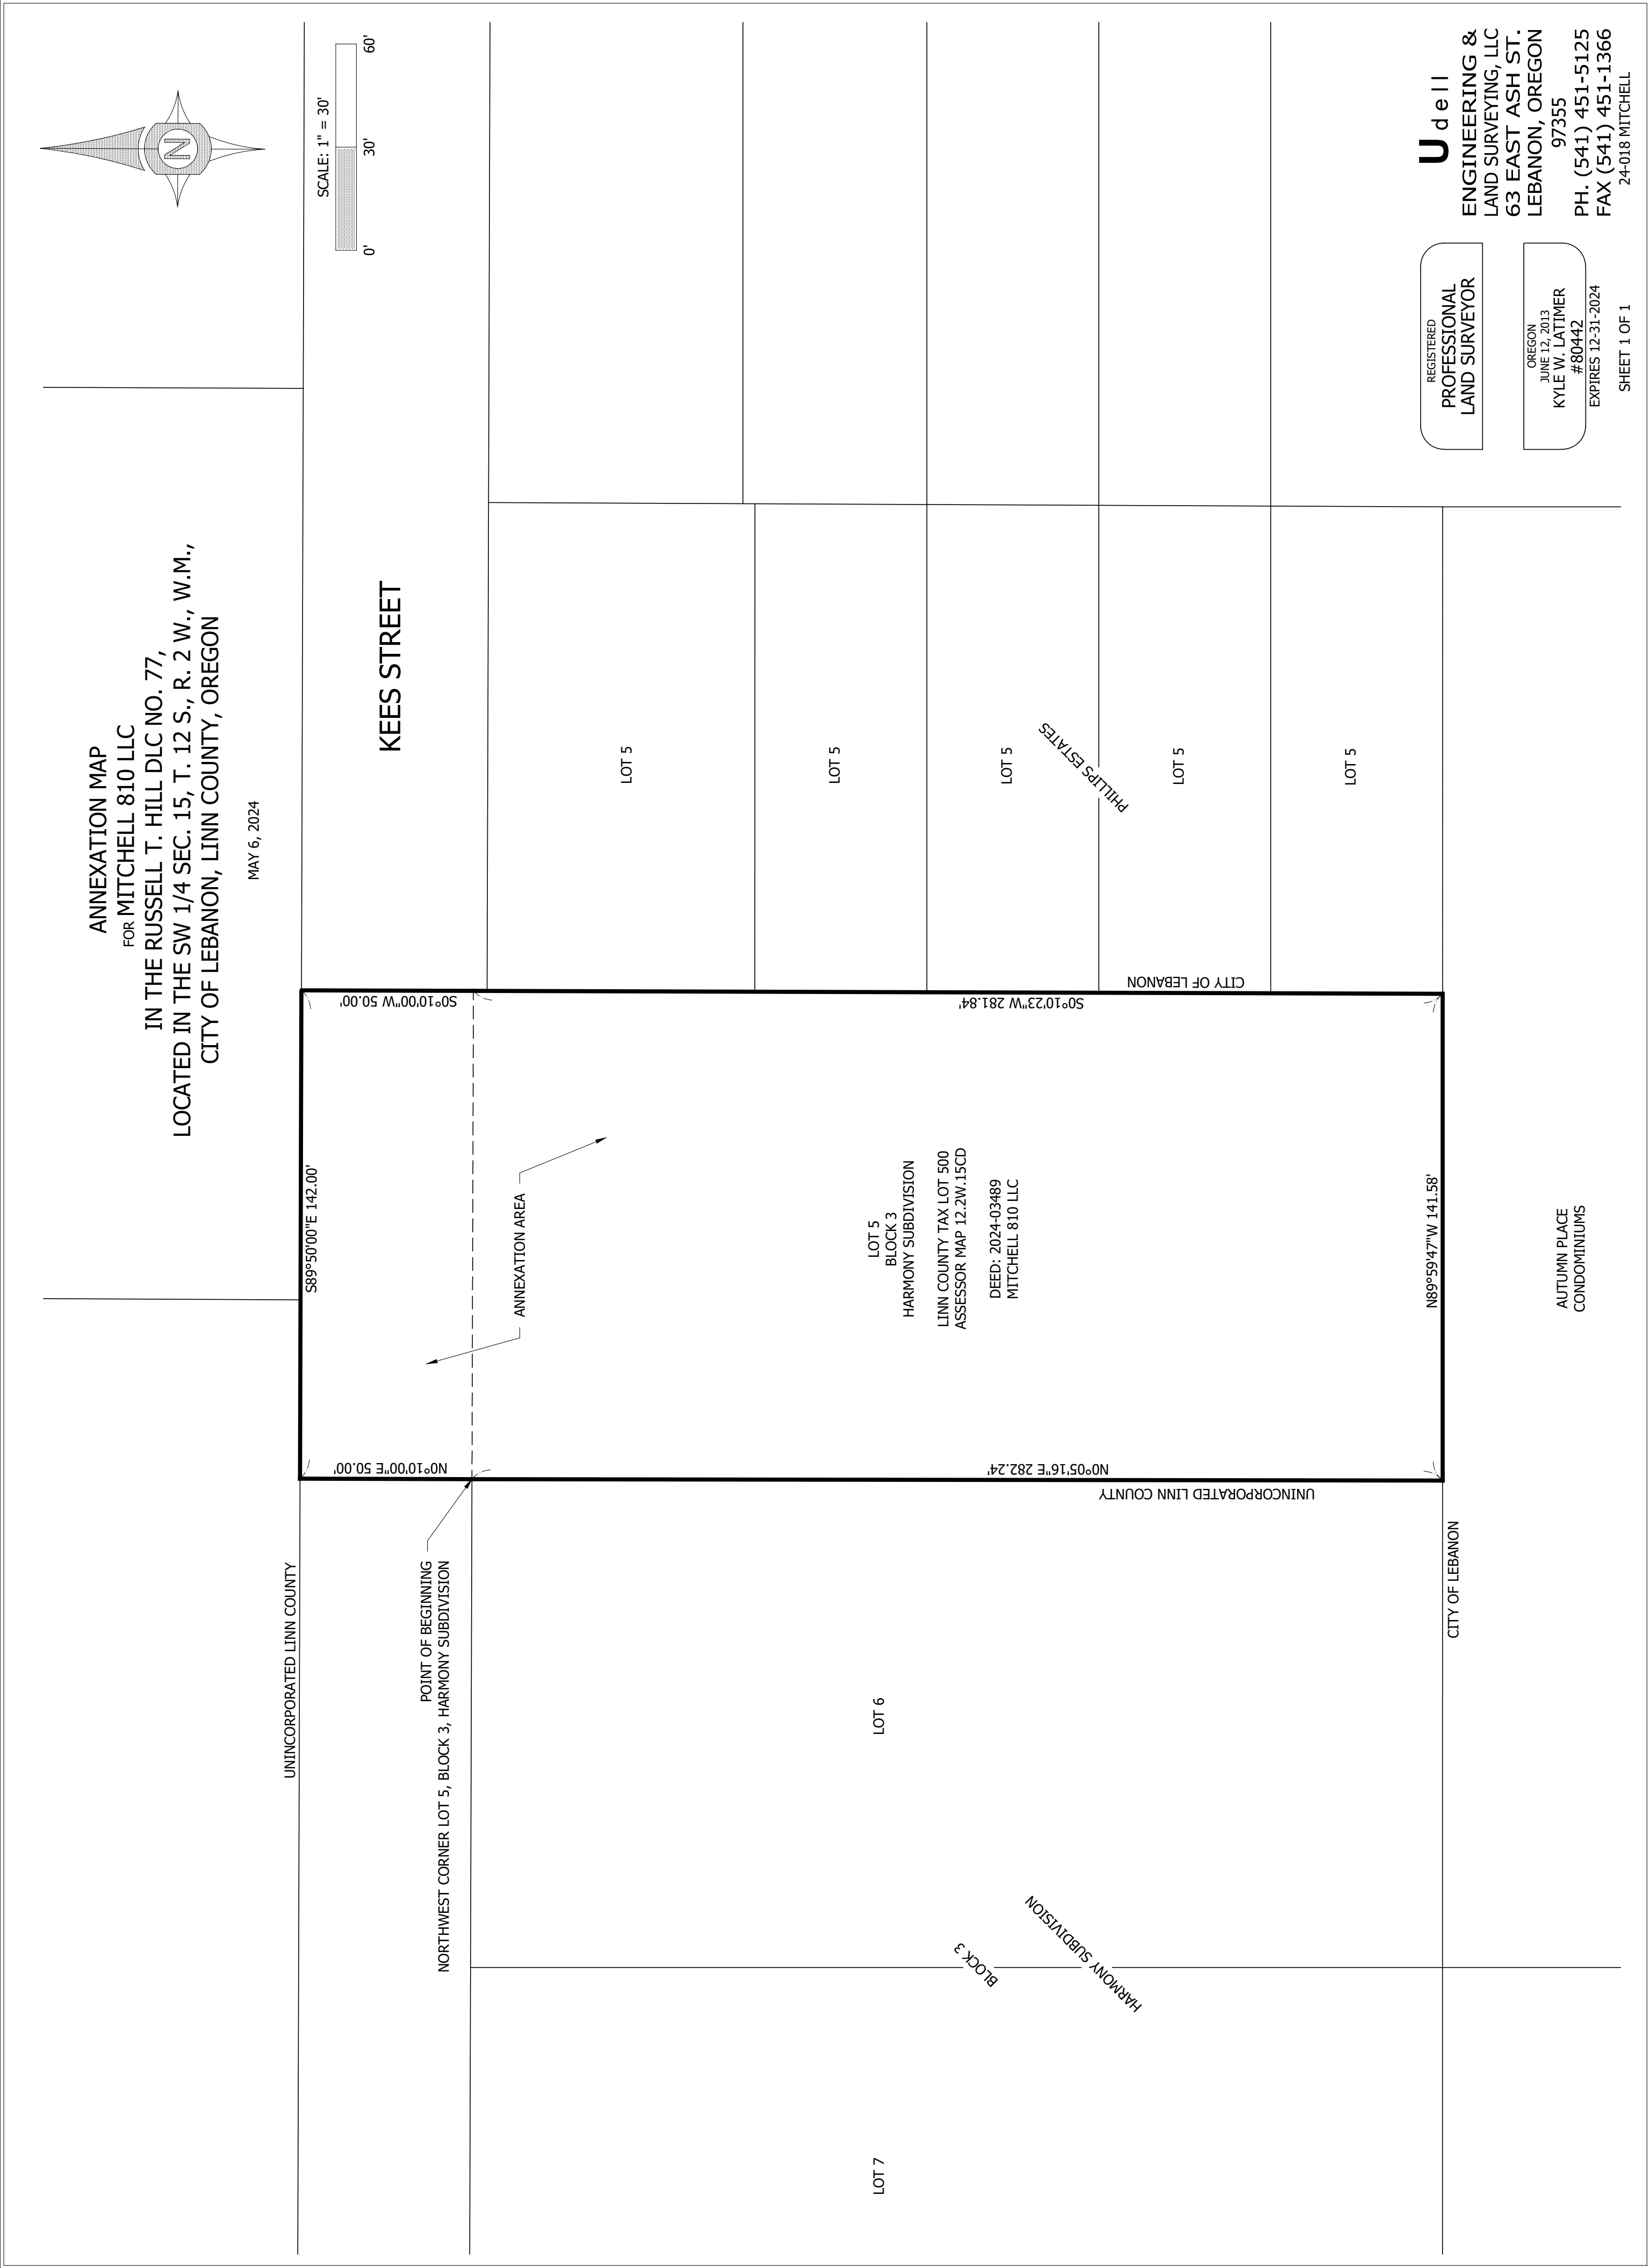 ANNEXATION MAP
FOR MITCHELL 810 LLC
IN THE RUSSELL T. HILL DLC NO. 77,
LOCATED IN THE SW 1/4 SEC. 15, T. 12 S., R. 2 W., W.M.,
CITY OF LEBANON, LINN COUNTY, OREGON
MAY 6, 2024
N
SCALE: 1" = 30'
0'
30'
60'
UNINCORPORATED LINN COUNTY
S89°50'00"E 142.00'
KEES STREET
N0°10'00"E 50.00'
S0°10'00"W 50.00'
POINT OF BEGINNING
NORTHWEST CORNER LOT 5, BLOCK 3, HARMONY SUBDIVISION
ANNEXATION AREA
LOT 7
LOT 6
BLOCK 3
HARMONY SUBDIVISION
UNINCORPORATED LINN COUNTY
N0°05'16"E 282.24'
LOT 5
BLOCK 3
HARMONY SUBDIVISION
LINN COUNTY TAX LOT 500
ASSESSOR MAP 12.2W.15CD
DEED: 2024-03489
MITCHELL 810 LLC
S0°10'23"W 281.84'
CITY OF LEBANON
LOT 5
LOT 5
LOT 5
PHILLIPS ESTATES
LOT 5
LOT 5
N89°59'47"W 141.58'
CITY OF LEBANON
AUTUMN PLACE
CONDOMINIUMS
REGISTERED
PROFESSIONAL
LAND SURVEYOR
OREGON
JUNE 12, 2013
KYLE W. LATIMER
#80442
EXPIRES 12-31-2024
SHEET 1 OF 1
Udell
ENGINEERING &
LAND SURVEYING, LLC
63 EAST ASH ST.
LEBANON, OREGON
97355
PH. (541) 451-5125
FAX (541) 451-1366
24-018 MITCHELL